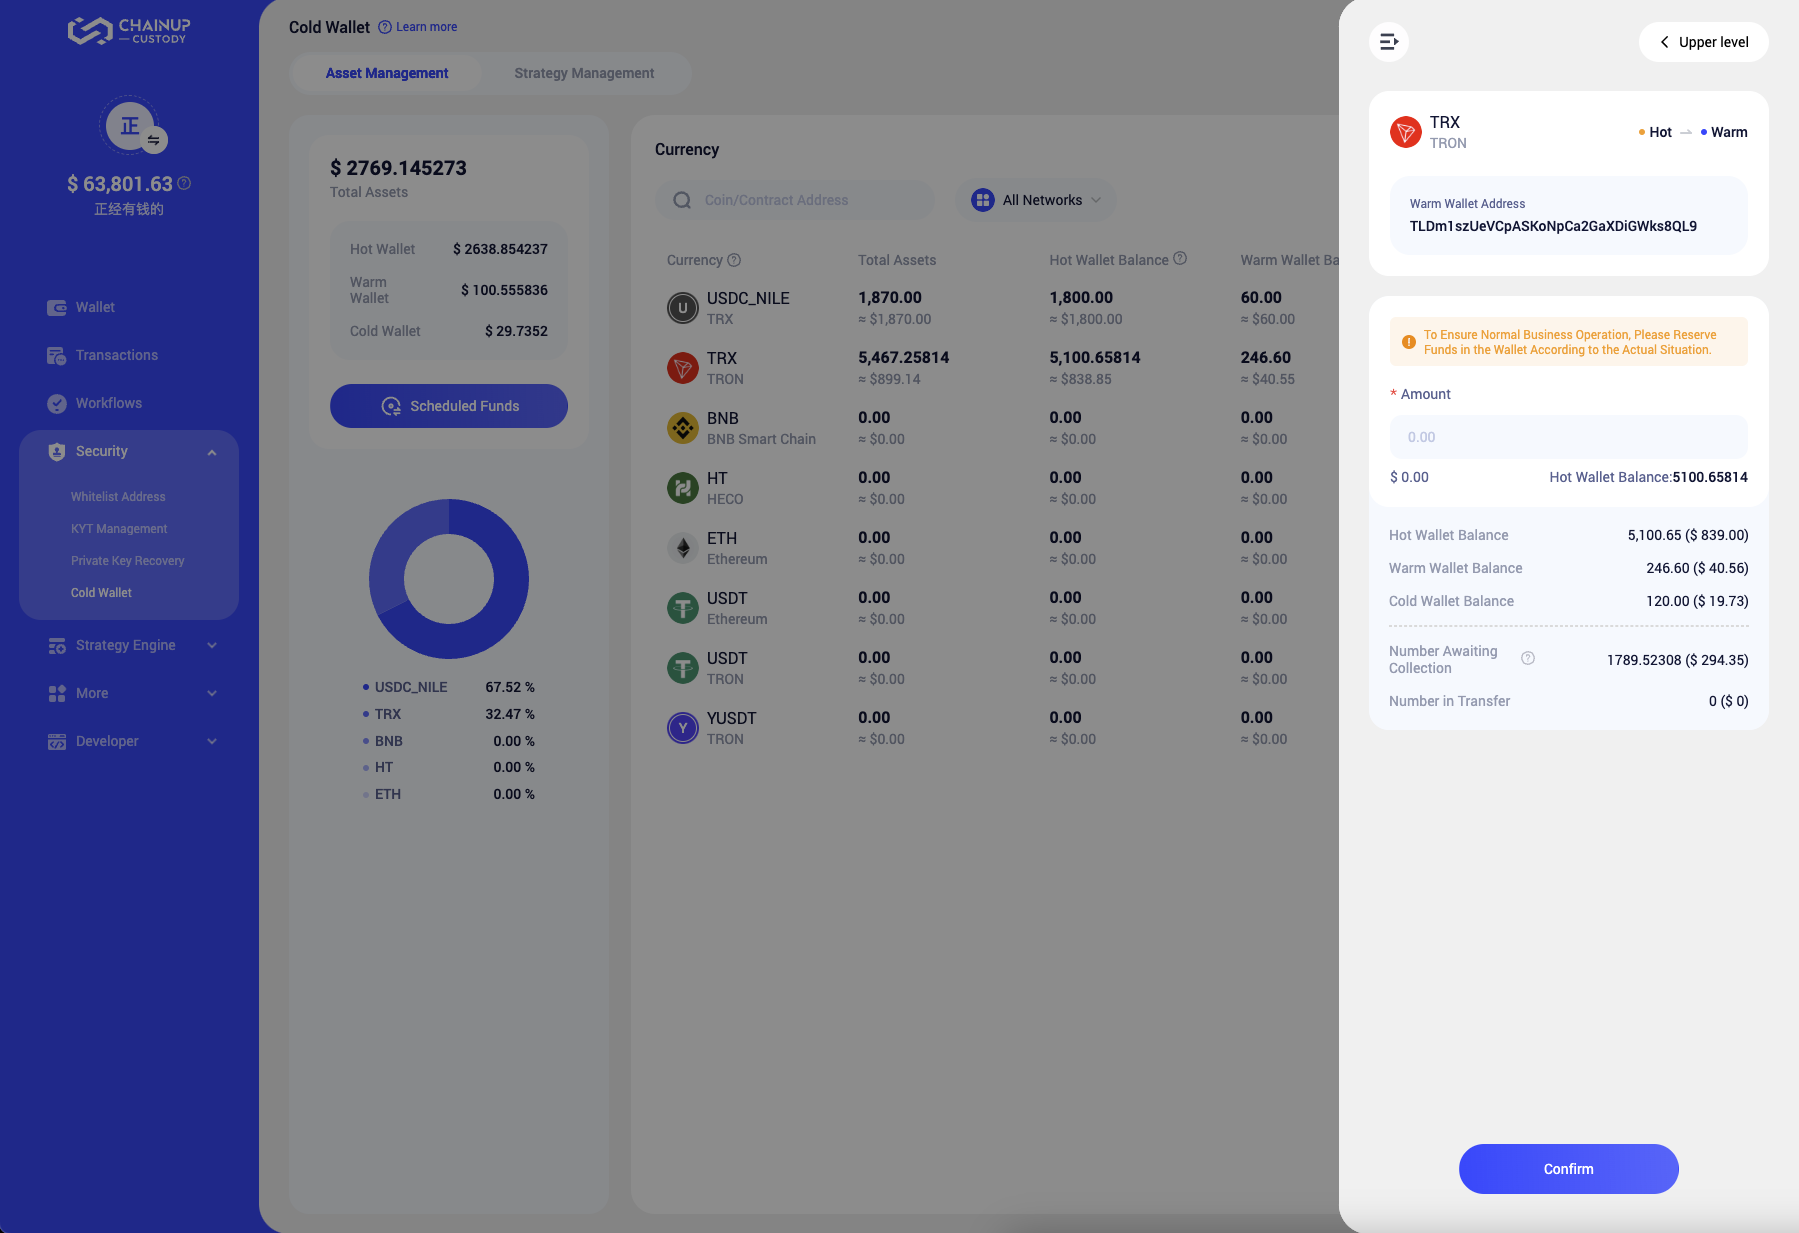 CHAINUP
CUSTODY
正
$ 63,801.63
正经有钱的
Wallet
Transactions
Workflows
Security
Whitelist Address
KYT Management
Private Key Recovery
Cold Wallet
Strategy Engine
More
Developer
Cold Wallet Learn more
Asset Management Strategy Management
$ 2769.145273
Total Assets
Hot Wallet $ 2638.854237
Warm Wallet $ 100.555836
Cold Wallet $ 29.7352
Scheduled Funds
USDC_NILE 67.52 %
TRX 32.47 %
BNB 0.00 %
HT 0.00 %
ETH 0.00 %
Currency
Coin/Contract Address All Networks
Currency Total Assets Hot Wallet Balance Warm Wallet Ba
USDC_NILE 1,870.00 1,800.00 60.00
TRX ≈ $1,870.00 ≈ $1,800.00 ≈ $60.00
TRX 5,467.25814 5,100.65814 246.60
TRON ≈ $899.14 ≈ $838.85 ≈ $40.55
BNB 0.00 0.00 0.00
BNB Smart Chain ≈ $0.00 ≈ $0.00 ≈ $0.00
HT 0.00 0.00 0.00
HECO ≈ $0.00 ≈ $0.00 ≈ $0.00
ETH 0.00 0.00 0.00
Ethereum ≈ $0.00 ≈ $0.00 ≈ $0.00
USDT 0.00 0.00 0.00
Ethereum ≈ $0.00 ≈ $0.00 ≈ $0.00
USDT 0.00 0.00 0.00
TRON ≈ $0.00 ≈ $0.00 ≈ $0.00
YUSDT 0.00 0.00 0.00
TRON ≈ $0.00 ≈ $0.00 ≈ $0.00
Upper level
TRX
TRON
Hot Warm
Warm Wallet Address
TLDm1szUeVCpASKoNpCa2GaXDiGWks8QL9
To Ensure Normal Business Operation, Please Reserve
Funds in the Wallet According to the Actual Situation.
* Amount
0.00
$ 0.00 Hot Wallet Balance:5100.65814
Hot Wallet Balance 5,100.65 ($ 839.00)
Warm Wallet Balance 246.60 ($ 40.56)
Cold Wallet Balance 120.00 ($ 19.73)
Number Awaiting Collection 1789.52308 ($ 294.35)
Number in Transfer 0 ($ 0)
Confirm